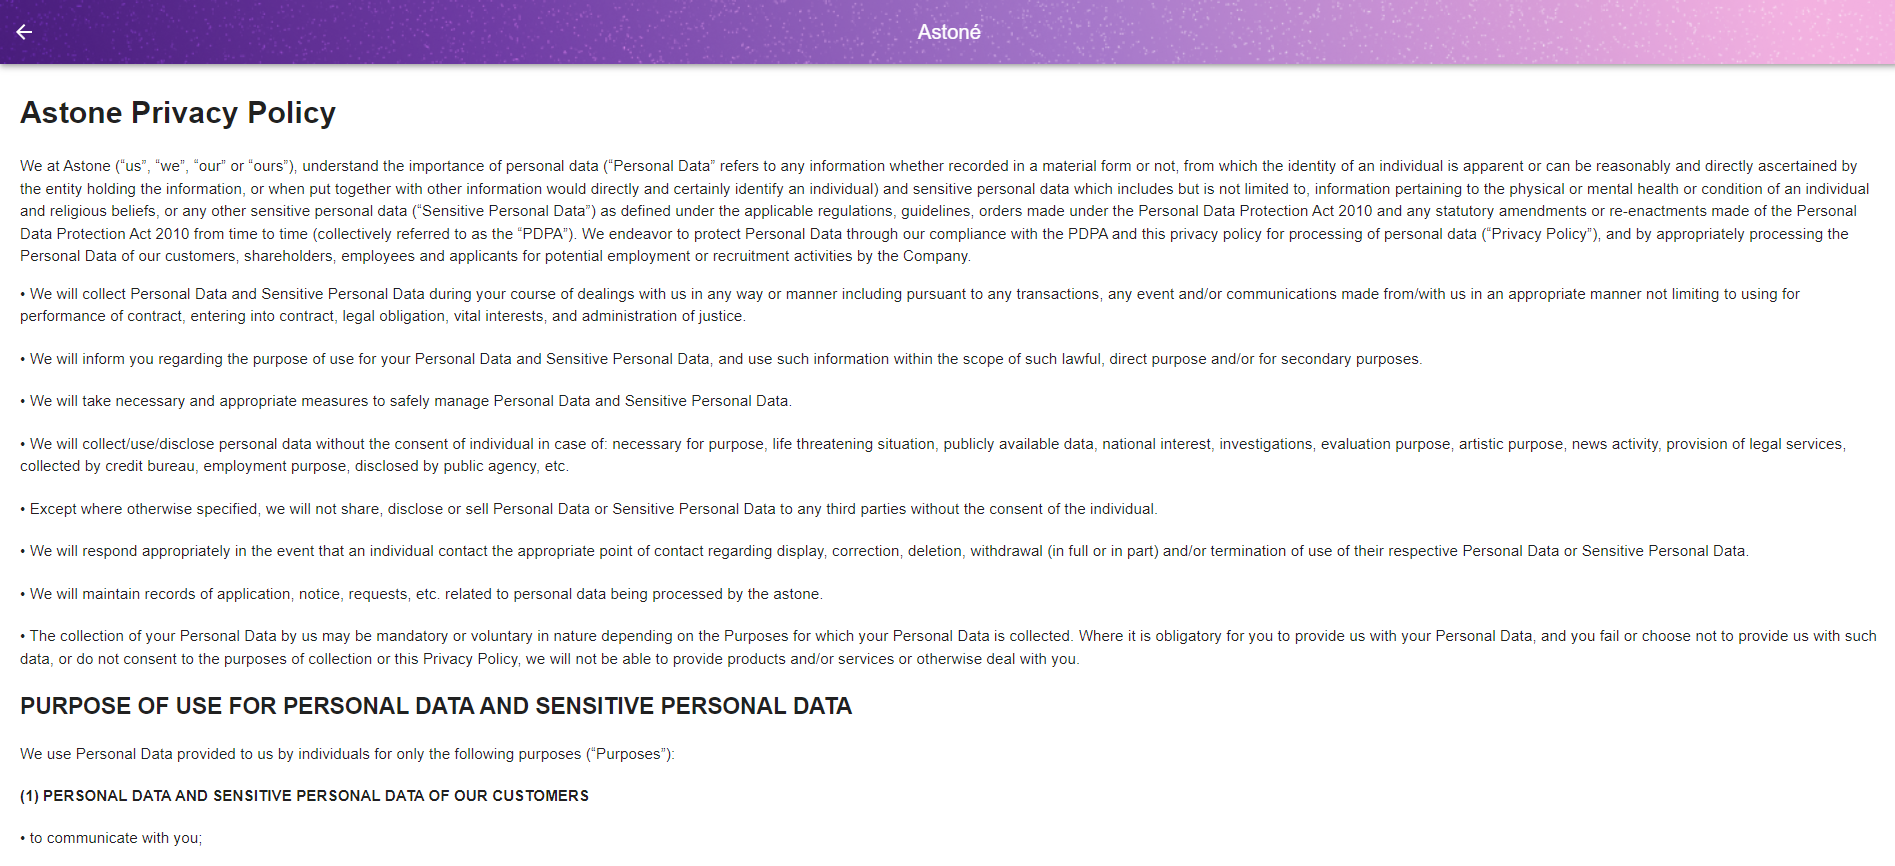 Astoné
Astone Privacy Policy
We at Astone (“us”, “we”, “our” or “ours”), understand the importance of personal data (“Personal Data” refers to any information whether recorded in a material form or not, from which the identity of an individual is apparent or can be reasonably and directly ascertained by
the entity holding the information, or when put together with other information would directly and certainly identify an individual) and sensitive personal data which includes but is not limited to, information pertaining to the physical or mental health or condition of an individual
and religious beliefs, or any other sensitive personal data (“Sensitive Personal Data”) as defined under the applicable regulations, guidelines, orders made under the Personal Data Protection Act 2010 and any statutory amendments or re-enactments made of the Personal
Data Protection Act 2010 from time to time (collectively referred to as the “PDPA”). We endeavor to protect Personal Data through our compliance with the PDPA and this privacy policy for processing of personal data (“Privacy Policy”), and by appropriately processing the
Personal Data of our customers, shareholders, employees and applicants for potential employment or recruitment activities by the Company.
• We will collect Personal Data and Sensitive Personal Data during your course of dealings with us in any way or manner including pursuant to any transactions, any event and/or communications made from/with us in an appropriate manner not limiting to using for
performance of contract, entering into contract, legal obligation, vital interests, and administration of justice.
• We will inform you regarding the purpose of use for your Personal Data and Sensitive Personal Data, and use such information within the scope of such lawful, direct purpose and/or for secondary purposes.
• We will take necessary and appropriate measures to safely manage Personal Data and Sensitive Personal Data.
• We will collect/use/disclose personal data without the consent of individual in case of: necessary for purpose, life threatening situation, publicly available data, national interest, investigations, evaluation purpose, artistic purpose, news activity, provision of legal services,
collected by credit bureau, employment purpose, disclosed by public agency, etc.
• Except where otherwise specified, we will not share, disclose or sell Personal Data or Sensitive Personal Data to any third parties without the consent of the individual.
• We will respond appropriately in the event that an individual contact the appropriate point of contact regarding display, correction, deletion, withdrawal (in full or in part) and/or termination of use of their respective Personal Data or Sensitive Personal Data.
• We will maintain records of application, notice, requests, etc. related to personal data being processed by the astone.
• The collection of your Personal Data by us may be mandatory or voluntary in nature depending on the Purposes for which your Personal Data is collected. Where it is obligatory for you to provide us with your Personal Data, and you fail or choose not to provide us with such
data, or do not consent to the purposes of collection or this Privacy Policy, we will not be able to provide products and/or services or otherwise deal with you.
PURPOSE OF USE FOR PERSONAL DATA AND SENSITIVE PERSONAL DATA
We use Personal Data provided to us by individuals for only the following purposes (“Purposes”):
(1) PERSONAL DATA AND SENSITIVE PERSONAL DATA OF OUR CUSTOMERS
• to communicate with you;